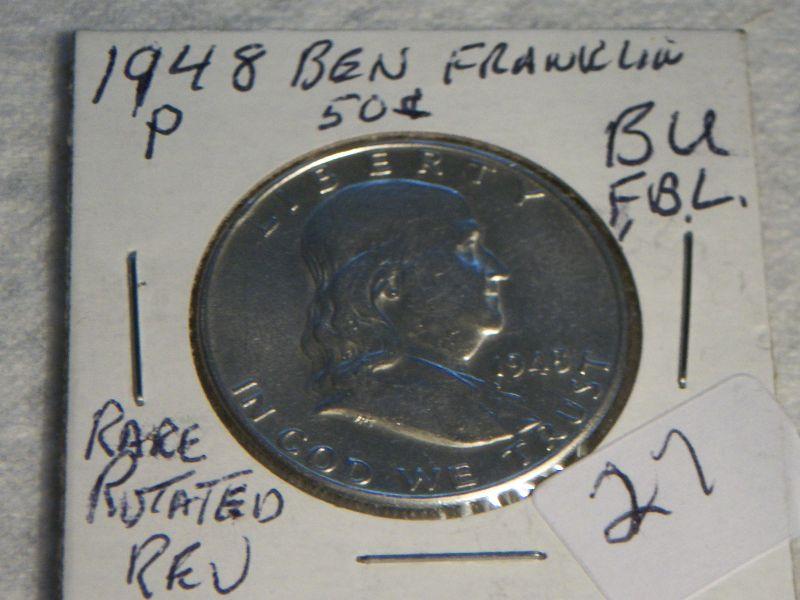 1948 BEN FRANKLIN
P
50¢
BU
F.B.L.
LIBERTY
1948
IN GOD WE TRUST
RARE
ROTATED
REV
27